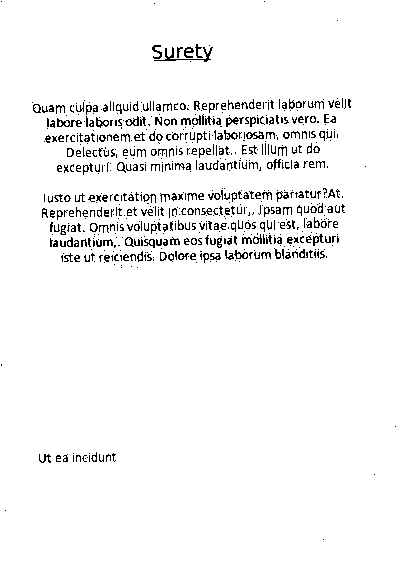 Surety
Quam culpa aliquid ullamco. Reprehenderit laborum velit
labore laboris odit. Non mollitia perspiciatis vero. Ea
exercitationem et do corrupti laboriosam, omnis qui.
Delectus, eum omnis repellat.. Est illum ut do
excepturi. Quasi minima laudantium, officia rem.
Iusto ut exercitation maxime voluptatem pariatur?At.
Reprehenderit et velit in consectetur,. Ipsam quod aut
fugiat. Omnis voluptatibus vitae quos qui est, labore
laudantium,. Quisquam eos fugiat mollitia excepturi
iste ut reiciendis. Dolore ipsa laborum blanditiis.
Ut ea incidunt